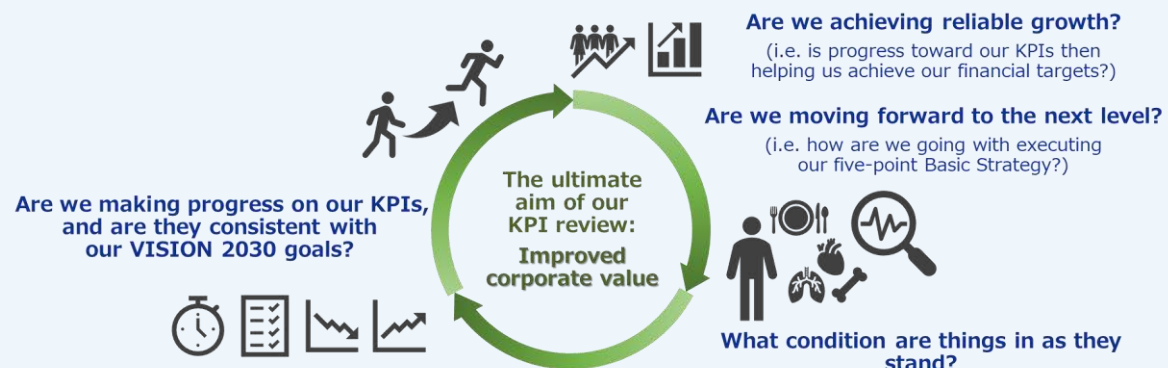 Are we achieving reliable growth?
(i.e. is progress toward our KPIs then
helping us achieve our financial targets?)
Are we moving forward to the next level?
(i.e. how are we going with executing
our five-point Basic Strategy?)
The ultimate
aim of our
KPI review:
Improved
corporate value
Are we making progress on our KPIs,
and are they consistent with
our VISION 2030 goals?
What condition are things in as they
stand?